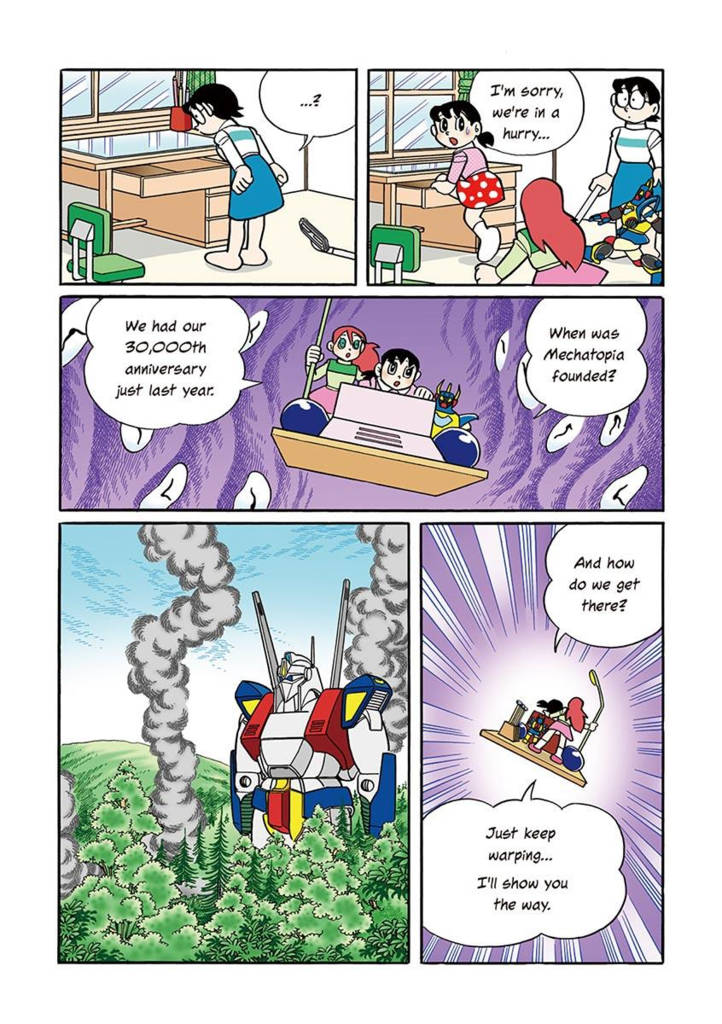 I'm sorry,
we're in a
hurry...
...?
When was
Mechatopia
founded?
We had our
30,000th
anniversary
just last year.
And how
do we get
there?
Just keep
warping...
I'll show you
the way.